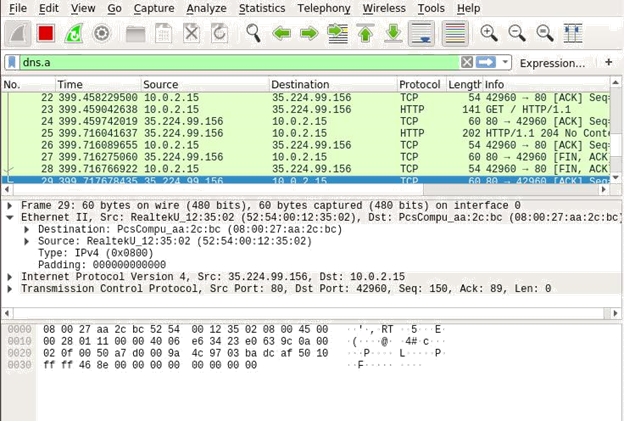 File Edit View Go Capture Analyze Statistics Telephony Wireless Tools Help
dns.a Expression... +
No. Time Source Destination Protocol Length Info
22 399.458229500 10.0.2.15 35.224.99.156 TCP 54 42960 → 80 [ACK] Seq=
23 399.459042638 10.0.2.15 35.224.99.156 HTTP 141 GET / HTTP/1.1
24 399.459742019 35.224.99.156 10.0.2.15 TCP 60 80 → 42960 [ACK] Seq=
25 399.716041637 35.224.99.156 10.0.2.15 HTTP 202 HTTP/1.1 204 No Conte
26 399.716089655 10.0.2.15 35.224.99.156 TCP 54 42960 → 80 [ACK] Seq=
27 399.716275060 35.224.99.156 10.0.2.15 TCP 60 80 → 42960 [FIN, ACK
28 399.716766922 10.0.2.15 35.224.99.156 TCP 54 42960 → 80 [FIN, ACK
29 399.717678435 35.224.99.156 10.0.2.15 TCP 60 80 → 42960 [ACK] Seq=
Frame 29: 60 bytes on wire (480 bits), 60 bytes captured (480 bits) on interface 0
Ethernet II, Src: RealtekU_12:35:02 (52:54:00:12:35:02), Dst: PcsCompu_aa:2c:bc (08:00:27:aa:2c:bc)
Destination: PcsCompu_aa:2c:bc (08:00:27:aa:2c:bc)
Source: RealtekU_12:35:02 (52:54:00:12:35:02)
Type: IPv4 (0x0800)
Padding: 000000000000
Internet Protocol Version 4, Src: 35.224.99.156, Dst: 10.0.2.15
Transmission Control Protocol, Src Port: 80, Dst Port: 42960, Seq: 150, Ack: 89, Len: 0
0000 08 00 27 aa 2c bc 52 54 00 12 35 02 08 00 45 00 ··'·,·RT ··5···E·
0010 00 28 01 11 00 00 40 06 e6 34 23 e0 63 9c 0a 00 ·(····@· ·4#·c···
0020 02 0f 00 50 a7 d0 00 9a 4c 97 03 ba dc af 50 10 ···P···· L·····P·
0030 ff ff 46 8e 00 00 00 00 00 00 00 00 ··F····· ····